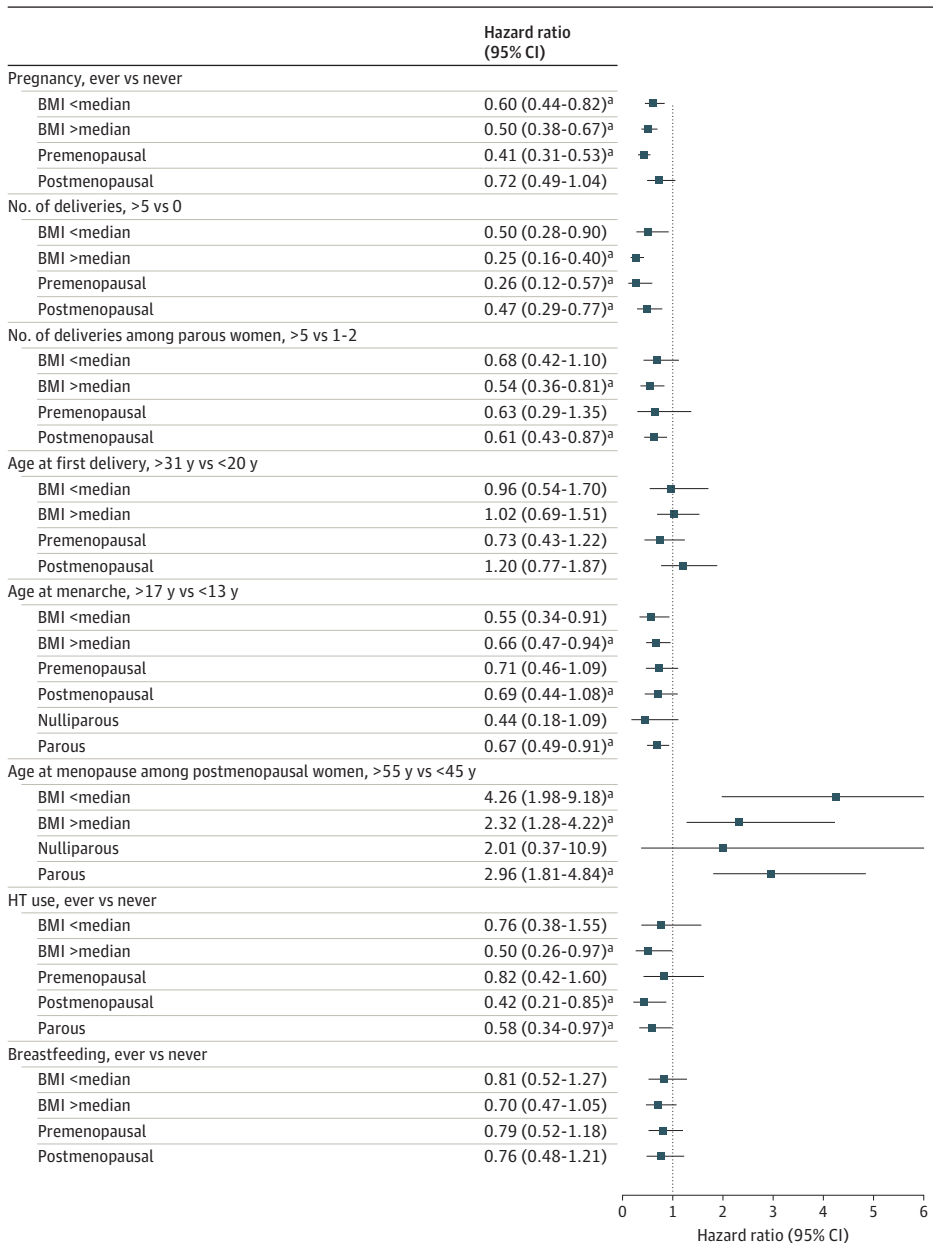 Hazard ratio
(95% CI)
Pregnancy, ever vs never
BMI <median 0.60 (0.44-0.82)a
BMI >median 0.50 (0.38-0.67)a
Premenopausal 0.41 (0.31-0.53)a
Postmenopausal 0.72 (0.49-1.04)
No. of deliveries, >5 vs 0
BMI <median 0.50 (0.28-0.90)
BMI >median 0.25 (0.16-0.40)a
Premenopausal 0.26 (0.12-0.57)a
Postmenopausal 0.47 (0.29-0.77)a
No. of deliveries among parous women, >5 vs 1-2
BMI <median 0.68 (0.42-1.10)
BMI >median 0.54 (0.36-0.81)a
Premenopausal 0.63 (0.29-1.35)
Postmenopausal 0.61 (0.43-0.87)a
Age at first delivery, >31 y vs <20 y
BMI <median 0.96 (0.54-1.70)
BMI >median 1.02 (0.69-1.51)
Premenopausal 0.73 (0.43-1.22)
Postmenopausal 1.20 (0.77-1.87)
Age at menarche, >17 y vs <13 y
BMI <median 0.55 (0.34-0.91)
BMI >median 0.66 (0.47-0.94)a
Premenopausal 0.71 (0.46-1.09)
Postmenopausal 0.69 (0.44-1.08)a
Nulliparous 0.44 (0.18-1.09)
Parous 0.67 (0.49-0.91)a
Age at menopause among postmenopausal women, >55 y vs <45 y
BMI <median 4.26 (1.98-9.18)a
BMI >median 2.32 (1.28-4.22)a
Nulliparous 2.01 (0.37-10.9)
Parous 2.96 (1.81-4.84)a
HT use, ever vs never
BMI <median 0.76 (0.38-1.55)
BMI >median 0.50 (0.26-0.97)a
Premenopausal 0.82 (0.42-1.60)
Postmenopausal 0.42 (0.21-0.85)a
Parous 0.58 (0.34-0.97)a
Breastfeeding, ever vs never
BMI <median 0.81 (0.52-1.27)
BMI >median 0.70 (0.47-1.05)
Premenopausal 0.79 (0.52-1.18)
Postmenopausal 0.76 (0.48-1.21)
0 1 2 3 4 5 6
Hazard ratio (95% CI)